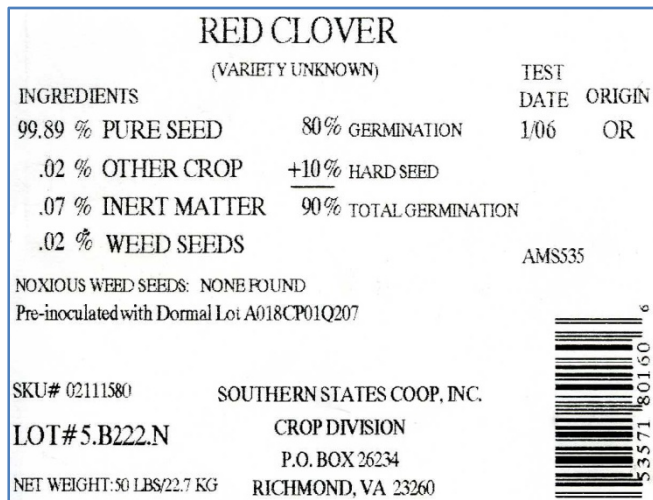 RED CLOVER
(VARIETY UNKNOWN)
TEST
INGREDIENTS DATE ORIGIN
99.89 % PURE SEED 80% GERMINATION 1/06 OR
.02 % OTHER CROP +10% HARD SEED
.07 % INERT MATTER 90% TOTAL GERMINATION
.02 % WEED SEEDS
AMS535
NOXIOUS WEED SEEDS: NONE FOUND
Pre-inoculated with Dormal Lot A018CP01Q207
SKU# 02111580 SOUTHERN STATES COOP, INC.
LOT# 5.B222.N CROP DIVISION
P.O. BOX 26234
NET WEIGHT:50 LBS/22.7 KG RICHMOND, VA 23260
53571 80160 6